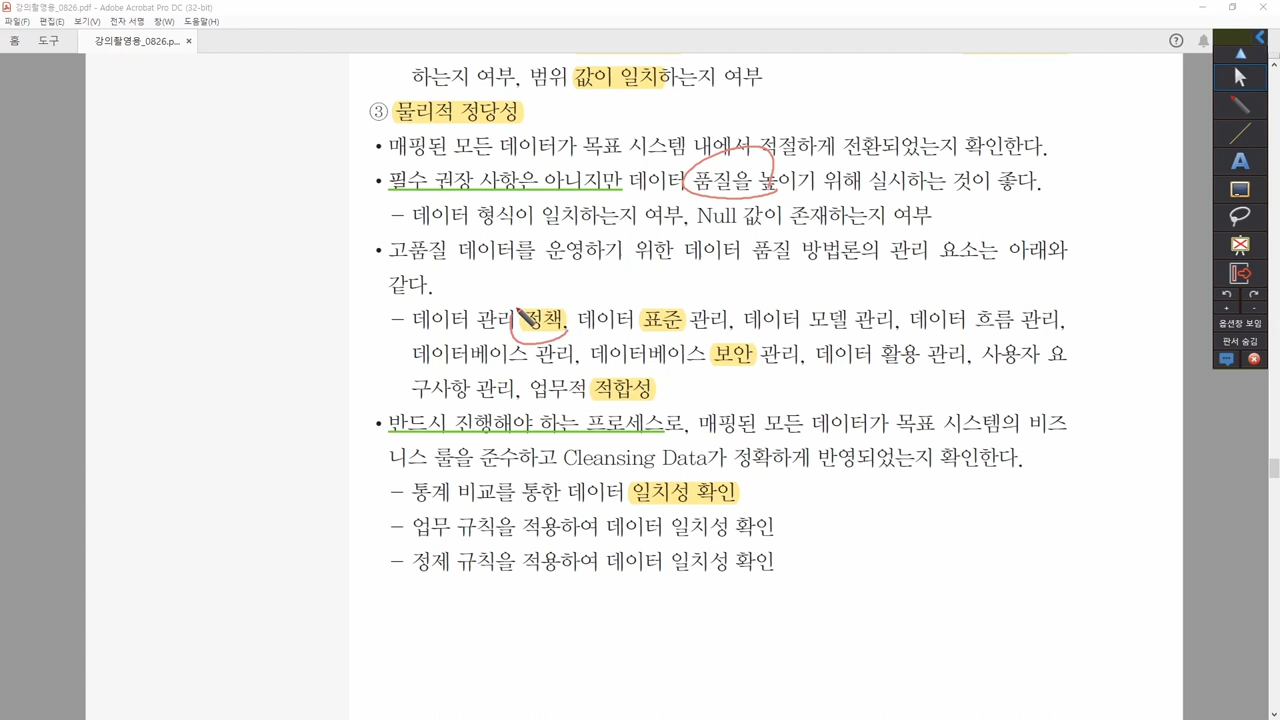 강의촬영용_0826.pdf - Adobe Acrobat Pro DC (32-bit)
파일(F) 편집(E) 보기(V) 전자 서명 창(W) 도움말(H)
홈 도구 강의촬영용_0826.p... ×
하는지 여부, 범위 값이 일치하는지 여부
③ 물리적 정당성
• 매핑된 모든 데이터가 목표 시스템 내에서 적절하게 전환되었는지 확인한다.
• 필수 권장 사항은 아니지만 데이터 품질을 높이기 위해 실시하는 것이 좋다.
– 데이터 형식이 일치하는지 여부, Null 값이 존재하는지 여부
• 고품질 데이터를 운영하기 위한 데이터 품질 방법론의 관리 요소는 아래와
같다.
– 데이터 관리 정책, 데이터 표준 관리, 데이터 모델 관리, 데이터 흐름 관리,
데이터베이스 관리, 데이터베이스 보안 관리, 데이터 활용 관리, 사용자 요
구사항 관리, 업무적 적합성
• 반드시 진행해야 하는 프로세스로, 매핑된 모든 데이터가 목표 시스템의 비즈
니스 룰을 준수하고 Cleansing Data가 정확하게 반영되었는지 확인한다.
– 통계 비교를 통한 데이터 일치성 확인
– 업무 규칙을 적용하여 데이터 일치성 확인
– 정제 규칙을 적용하여 데이터 일치성 확인
A
옵션창 보임
판서 숨김